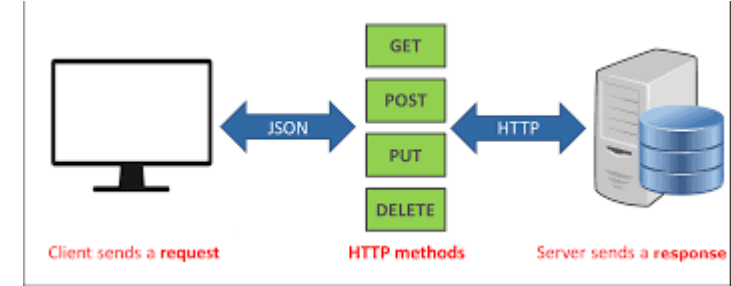 GET
POST
JSON
HTTP
PUT
DELETE
Client sends a request
HTTP methods
Server sends a response